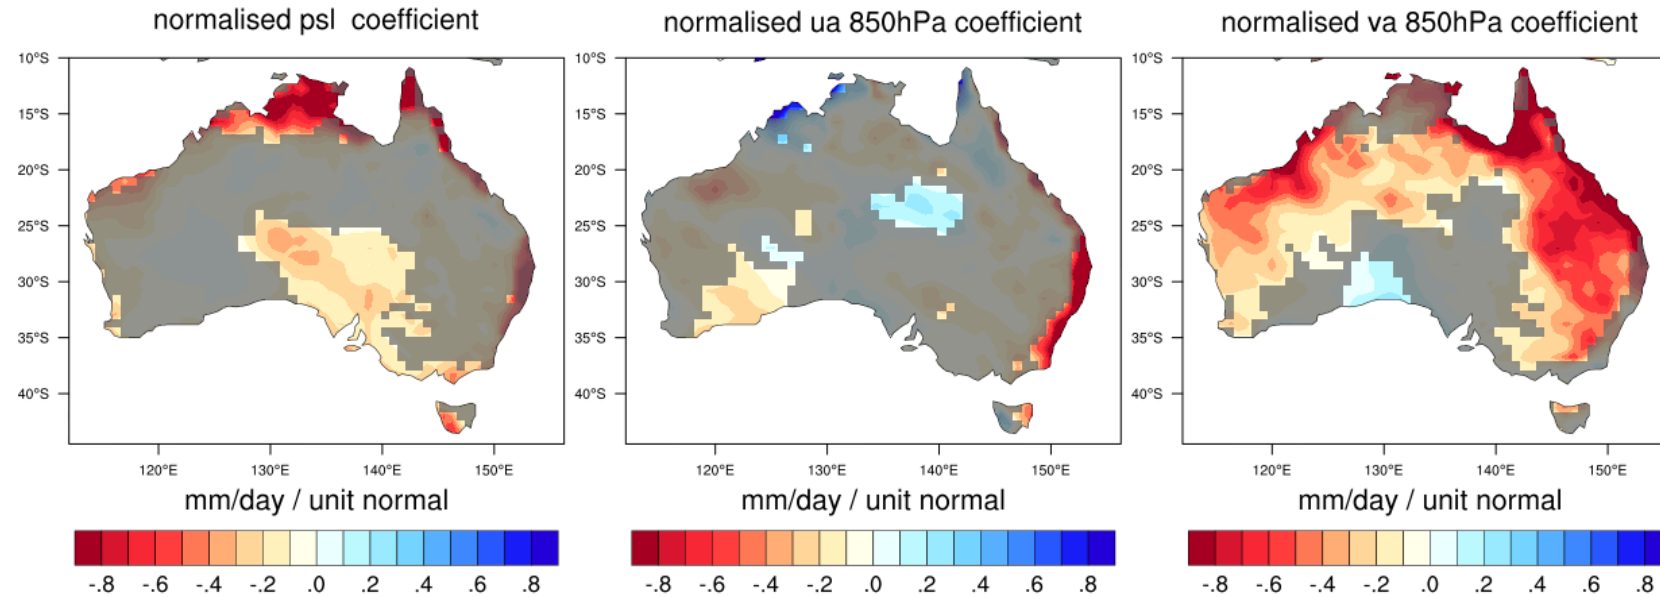 normalised psl  coefficient
10°S
15°S
20°S
25°S
30°S
35°S
40°S
120°E 130°E 140°E 150°E
mm/day / unit normal
-.8 -.6 -.4 -.2 .0 .2 .4 .6 .8
normalised ua 850hPa coefficient
10°S
15°S
20°S
25°S
30°S
35°S
40°S
120°E 130°E 140°E 150°E
mm/day / unit normal
-.8 -.6 -.4 -.2 .0 .2 .4 .6 .8
normalised va 850hPa coefficient
10°S
15°S
20°S
25°S
30°S
35°S
40°S
120°E 130°E 140°E 150°E
mm/day / unit normal
-.8 -.6 -.4 -.2 .0 .2 .4 .6 .8